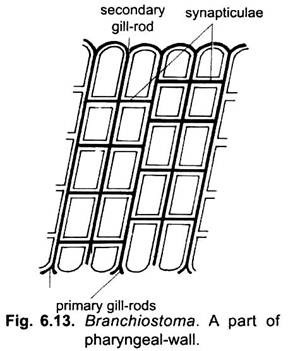 secondary
gill-rod
synapticulae
primary gill-rods
Fig. 6.13. Branchiostoma. A part of
pharyngeal-wall.